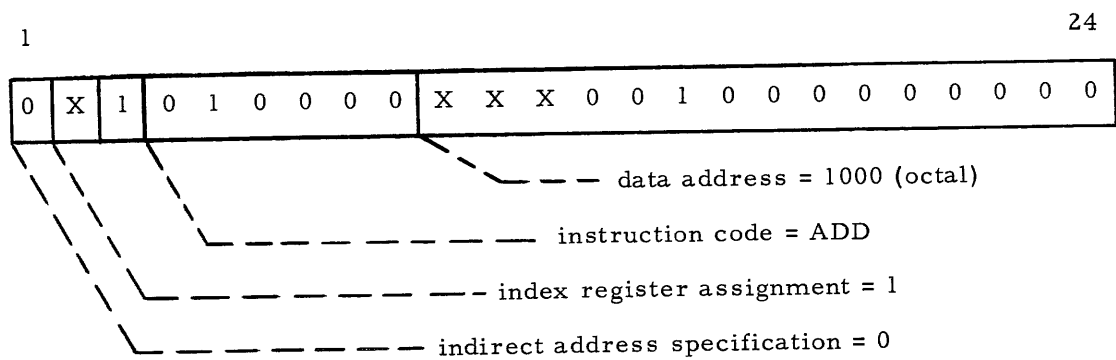 1 24
0 X 1 0 1 0 0 0 0 X X X 0 0 1 0 0 0 0 0 0 0 0 0
data address = 1000 (octal)
instruction code = ADD
index register assignment = 1
indirect address specification = 0